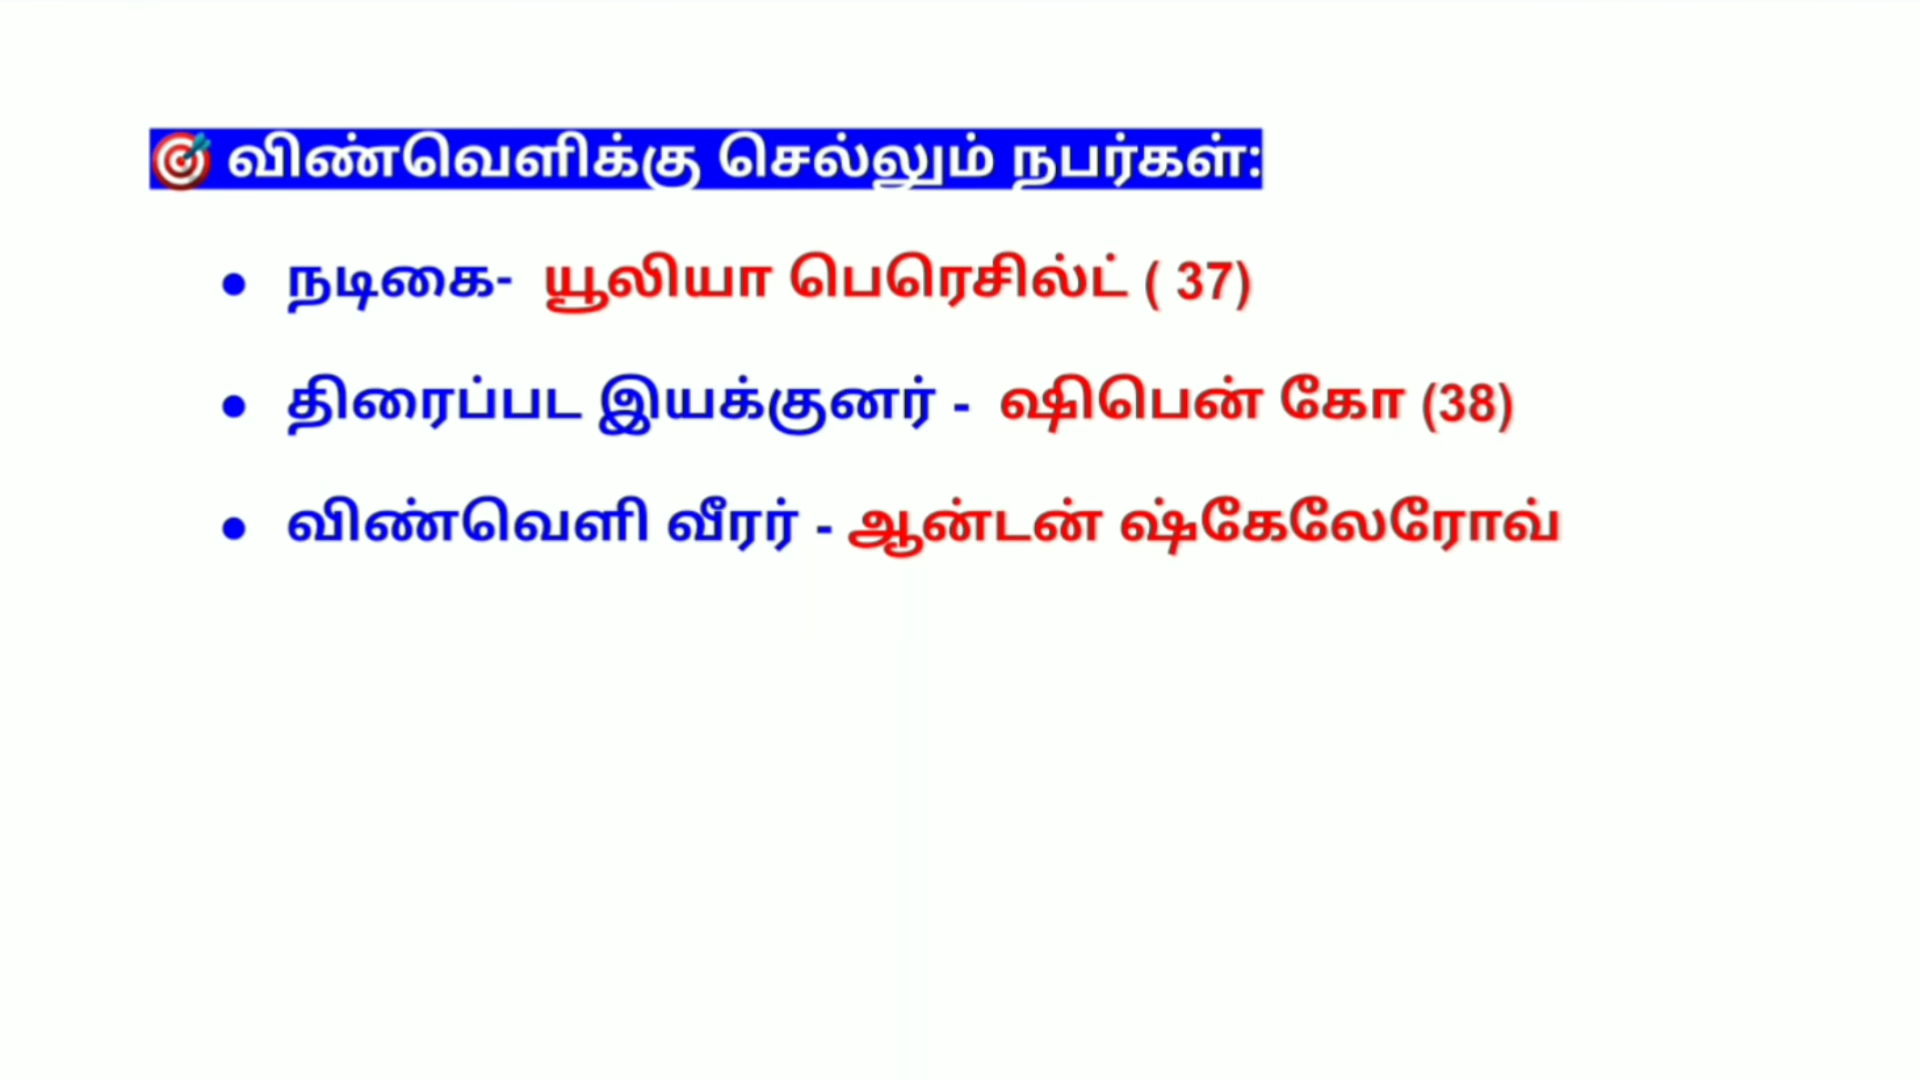 🎯 விண்வெளிக்கு செல்லும் நபர்கள்:
● நடிகை- யூலியா பெரெசில்ட் ( 37)
● திரைப்பட இயக்குனர் - ஷிபென் கோ (38)
● விண்வெளி வீரர் - ஆன்டன் ஷ்கேலேரோவ்